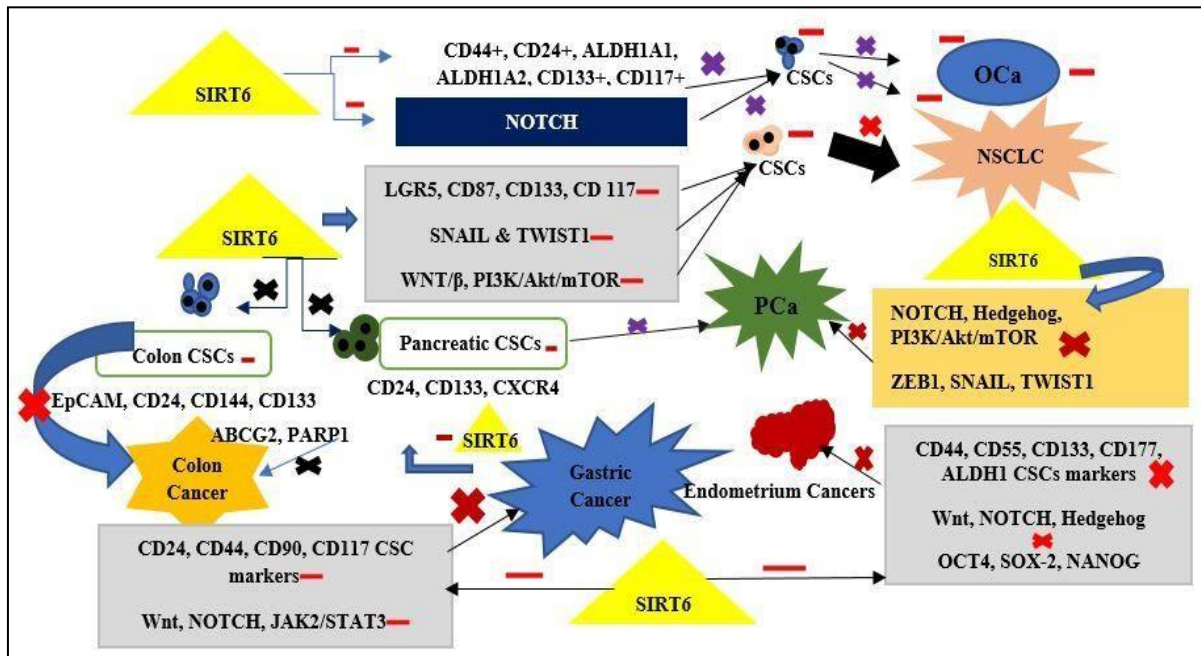 SIRT6
CD44+, CD24+, ALDH1A1,
ALDH1A2, CD133+, CD117+
NOTCH
CSCs
OCa
NSCLC
CSCs
SIRT6
LGR5, CD87, CD133, CD 117
SNAIL & TWIST1
WNT/β, PI3K/Akt/mTOR
SIRT6
NOTCH, Hedgehog,
PI3K/Akt/mTOR
ZEB1, SNAIL, TWIST1
PCa
Colon CSCs
Pancreatic CSCs
CD24, CD133, CXCR4
EpCAM, CD24, CD144, CD133
ABCG2, PARP1
Colon
Cancer
SIRT6
Gastric
Cancer
Endometrium Cancers
CD44, CD55, CD133, CD177,
ALDH1 CSCs markers
Wnt, NOTCH, Hedgehog
OCT4, SOX-2, NANOG
CD24, CD44, CD90, CD117 CSC
markers
Wnt, NOTCH, JAK2/STAT3
SIRT6